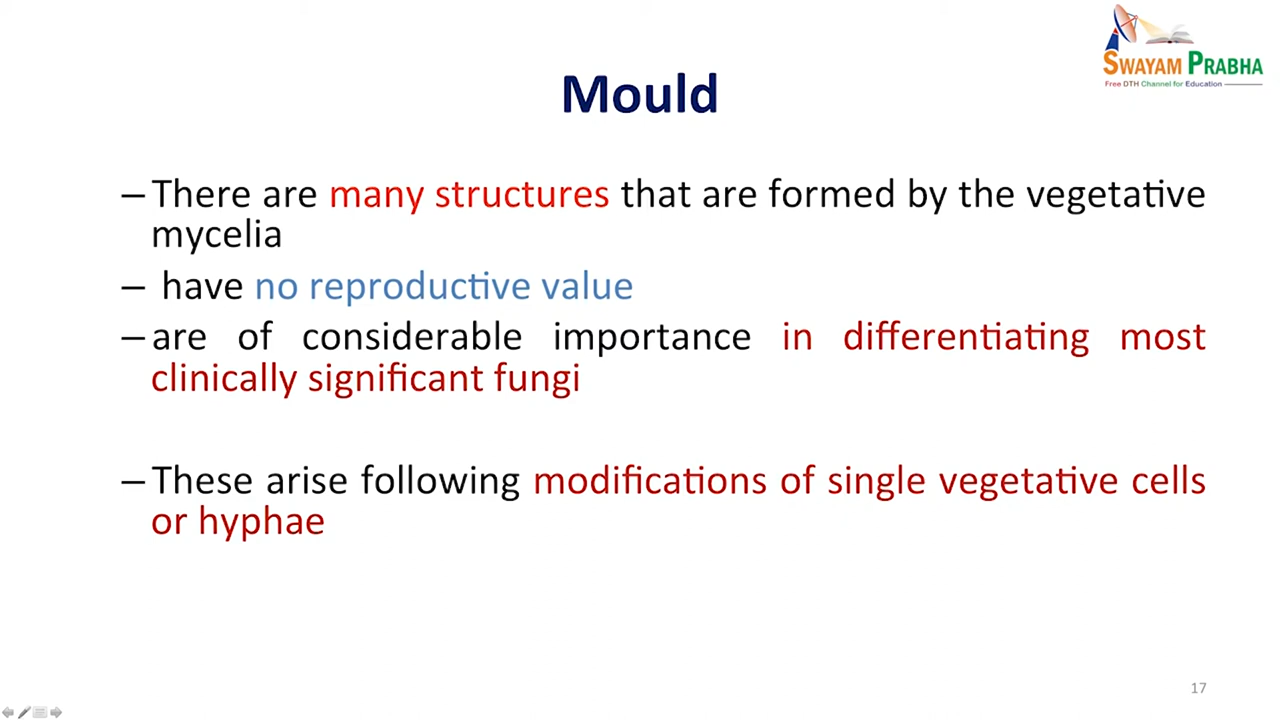 SWAYAM PRABHA
Free DTH Channel for Education
Mould
– There are many structures that are formed by the vegetative
mycelia
– have no reproductive value
– are of considerable importance in differentiating most
clinically significant fungi
– These arise following modifications of single vegetative cells
or hyphae
17